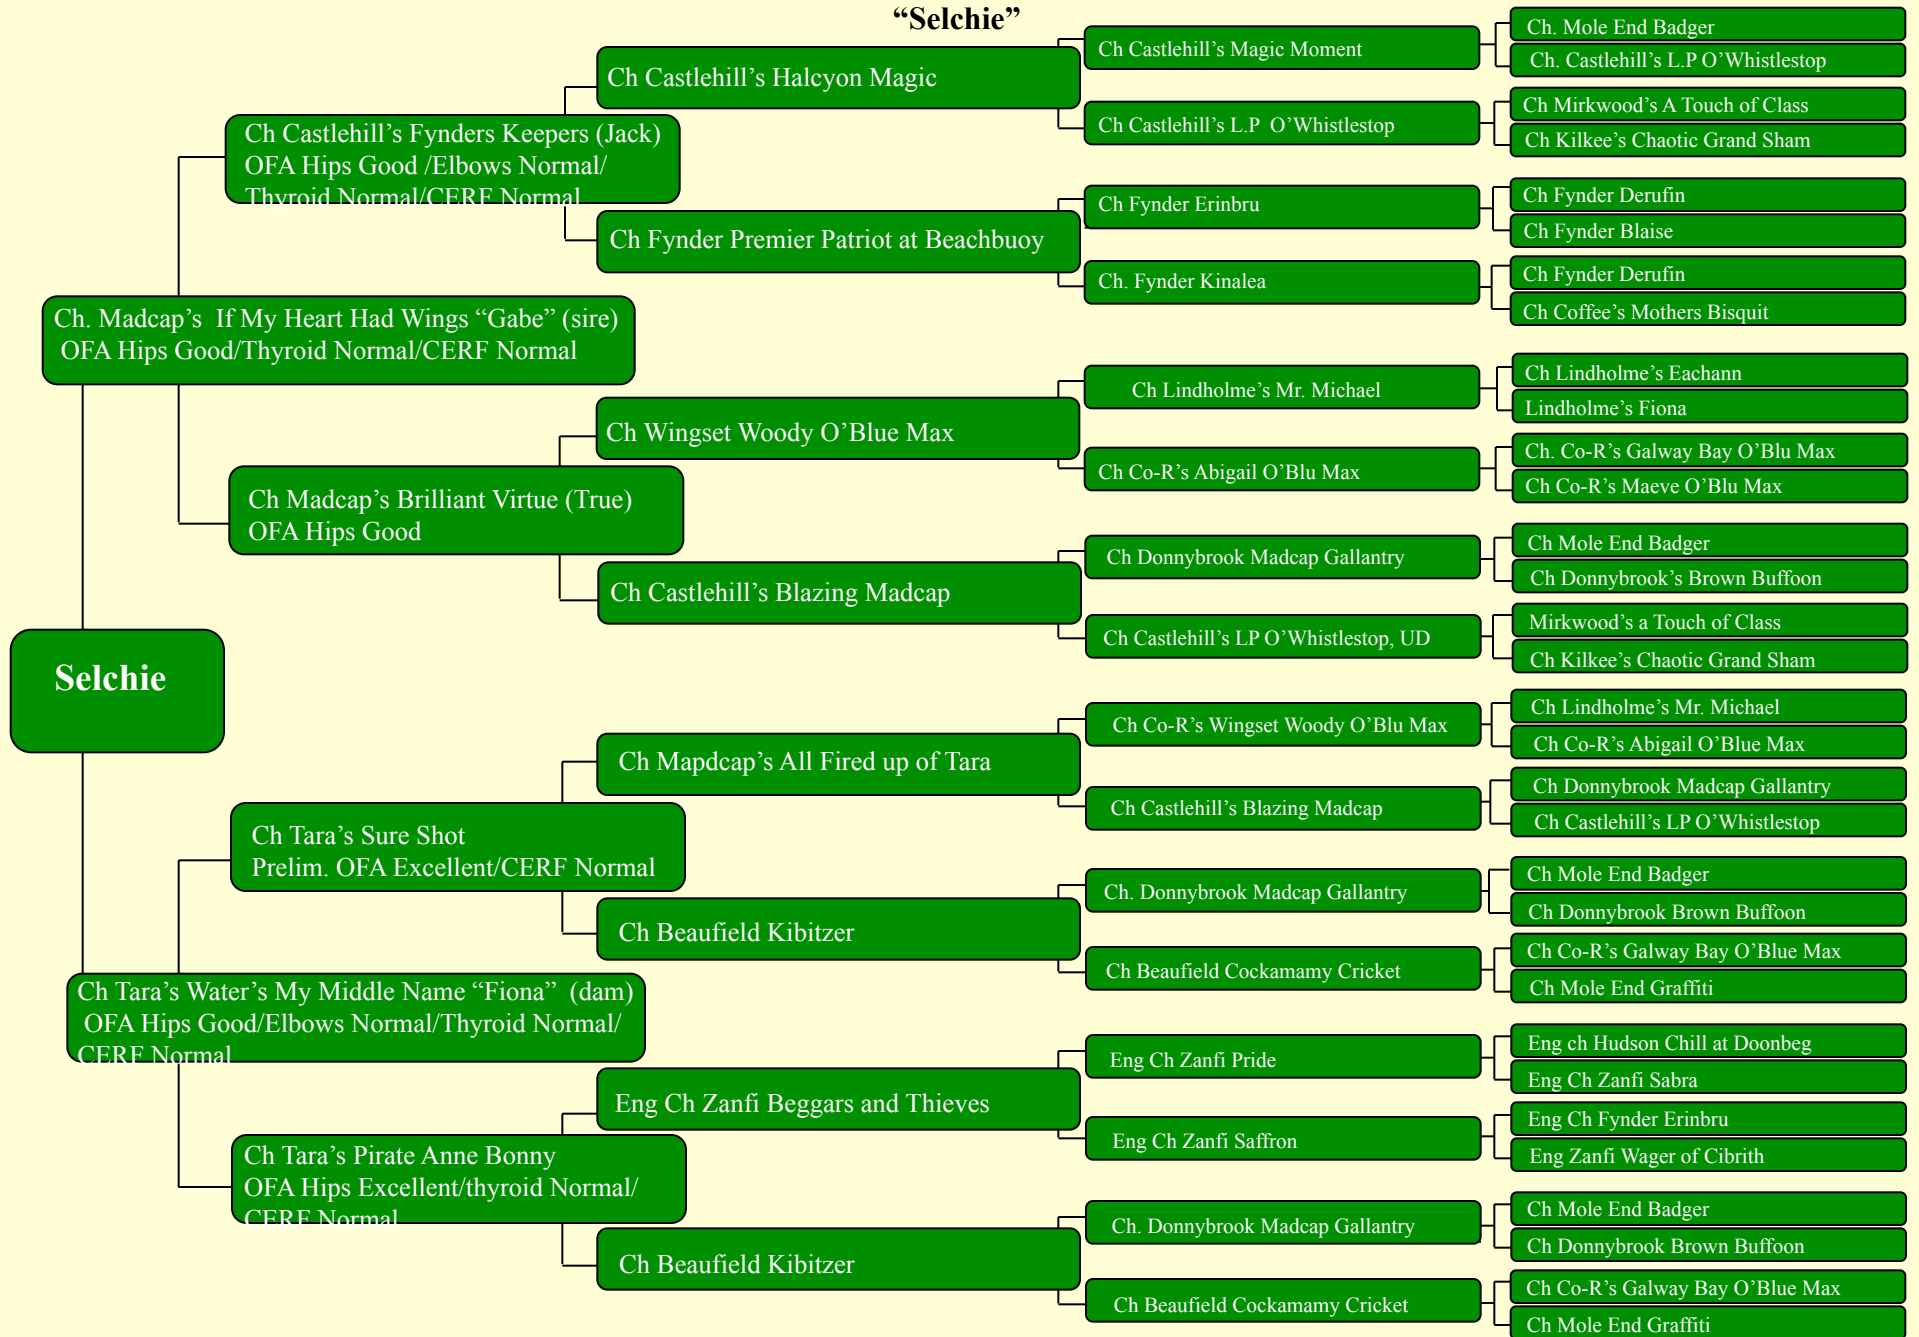 “Selchie”
Selchie
Ch. Madcap’s  If My Heart Had Wings “Gabe” (sire)
OFA Hips Good/Thyroid Normal/CERF Normal
Ch Tara’s Water’s My Middle Name “Fiona”  (dam)
OFA Hips Good/Elbows Normal/Thyroid Normal/
CERF Normal
Ch Castlehill’s Fynders Keepers (Jack)
OFA Hips Good /Elbows Normal/
Thyroid Normal/CERF Normal
Ch Madcap’s Brilliant Virtue (True)
OFA Hips Good
Ch Tara’s Sure Shot
Prelim. OFA Excellent/CERF Normal
Ch Tara’s Pirate Anne Bonny
OFA Hips Excellent/thyroid Normal/
CERF Normal
Ch Castlehill’s Halcyon Magic
Ch Fynder Premier Patriot at Beachbuoy
Ch Wingset Woody O’Blue Max
Ch Castlehill’s Blazing Madcap
Ch Mapdcap’s All Fired up of Tara
Ch Beaufield Kibitzer
Eng Ch Zanfi Beggars and Thieves
Ch Beaufield Kibitzer
Ch Castlehill’s Magic Moment
Ch Castlehill’s L.P  O’Whistlestop
Ch Fynder Erinbru
Ch. Fynder Kinalea
Ch Lindholme’s Mr. Michael
Ch Co-R’s Abigail O’Blu Max
Ch Donnybrook Madcap Gallantry
Ch Castlehill’s LP O’Whistlestop, UD
Ch Co-R’s Wingset Woody O’Blu Max
Ch Castlehill’s Blazing Madcap
Ch. Donnybrook Madcap Gallantry
Ch Beaufield Cockamamy Cricket
Eng Ch Zanfi Pride
Eng Ch Zanfi Saffron
Ch. Donnybrook Madcap Gallantry
Ch Beaufield Cockamamy Cricket
Ch. Mole End Badger
Ch. Castlehill’s L.P O’Whistlestop
Ch Mirkwood’s A Touch of Class
Ch Kilkee’s Chaotic Grand Sham
Ch Fynder Derufin
Ch Fynder Blaise
Ch Fynder Derufin
Ch Coffee’s Mothers Bisquit
Ch Lindholme’s Eachann
Lindholme’s Fiona
Ch. Co-R’s Galway Bay O’Blu Max
Ch Co-R’s Maeve O’Blu Max
Ch Mole End Badger
Ch Donnybrook’s Brown Buffoon
Mirkwood’s a Touch of Class
Ch Kilkee’s Chaotic Grand Sham
Ch Lindholme’s Mr. Michael
Ch Co-R’s Abigail O’Blue Max
Ch Donnybrook Madcap Gallantry
Ch Castlehill’s LP O’Whistlestop
Ch Mole End Badger
Ch Donnybrook Brown Buffoon
Ch Co-R’s Galway Bay O’Blue Max
Ch Mole End Graffiti
Eng ch Hudson Chill at Doonbeg
Eng Ch Zanfi Sabra
Eng Ch Fynder Erinbru
Eng Zanfi Wager of Cibrith
Ch Mole End Badger
Ch Donnybrook Brown Buffoon
Ch Co-R’s Galway Bay O’Blue Max
Ch Mole End Graffiti